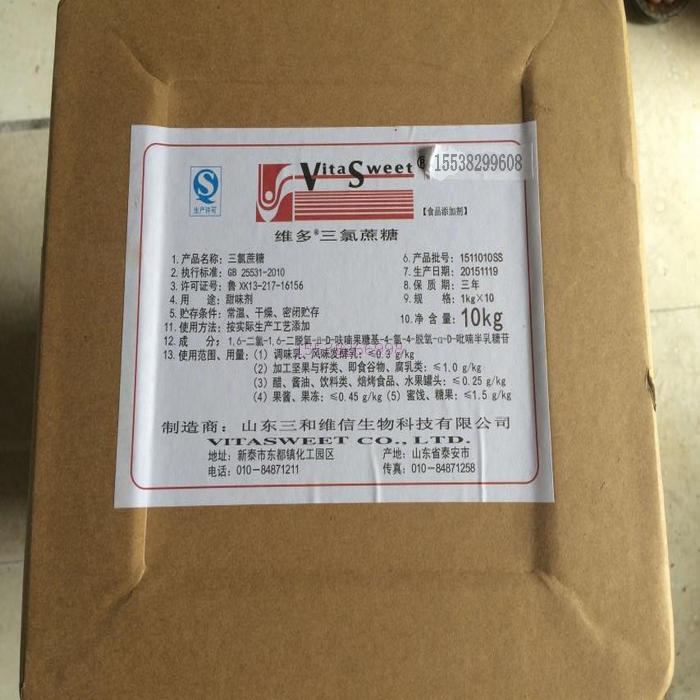 VitaSweet®
15538299608
生产许可
【食品添加剂】
维多®三氯蔗糖
1. 产品名称：三氯蔗糖
2. 执行标准：GB 25531-2010
3. 许可证号：鲁 XK13-217-16156
4. 用 途：甜味剂
5. 贮存条件：常温、干燥、密闭贮存
6. 产品批号：1511010SS
7. 生产日期：20151119
8. 保 质 期：三年
9. 规 格：1kg×10
10. 净 含 量：10kg
11. 使用方法：按实际生产工艺添加
12. 成 分：1,6-二氯-1,6-二脱氧-β-D-呋喃果糖基-4-氯-4-脱氧-α-D-吡喃半乳糖苷
13. 使用范围、用量：（1）调味乳、风味发酵乳：≤0.3 g/kg
（2）加工坚果与籽类、即食谷物、腐乳类：≤1.0 g/kg
（3）醋、酱油、饮料类、焙烤食品、水果罐头：≤0.25 g/kg
（4）果酱、果冻：≤0.45 g/kg（5）蜜饯、糖果：≤1.5 g/kg
制造商：山东三和维信生物科技有限公司
VITASWEET CO., LTD.
地址：新泰市东都镇化工园区 产地：山东省泰安市
电话：010-84871211 传真：010-84871258